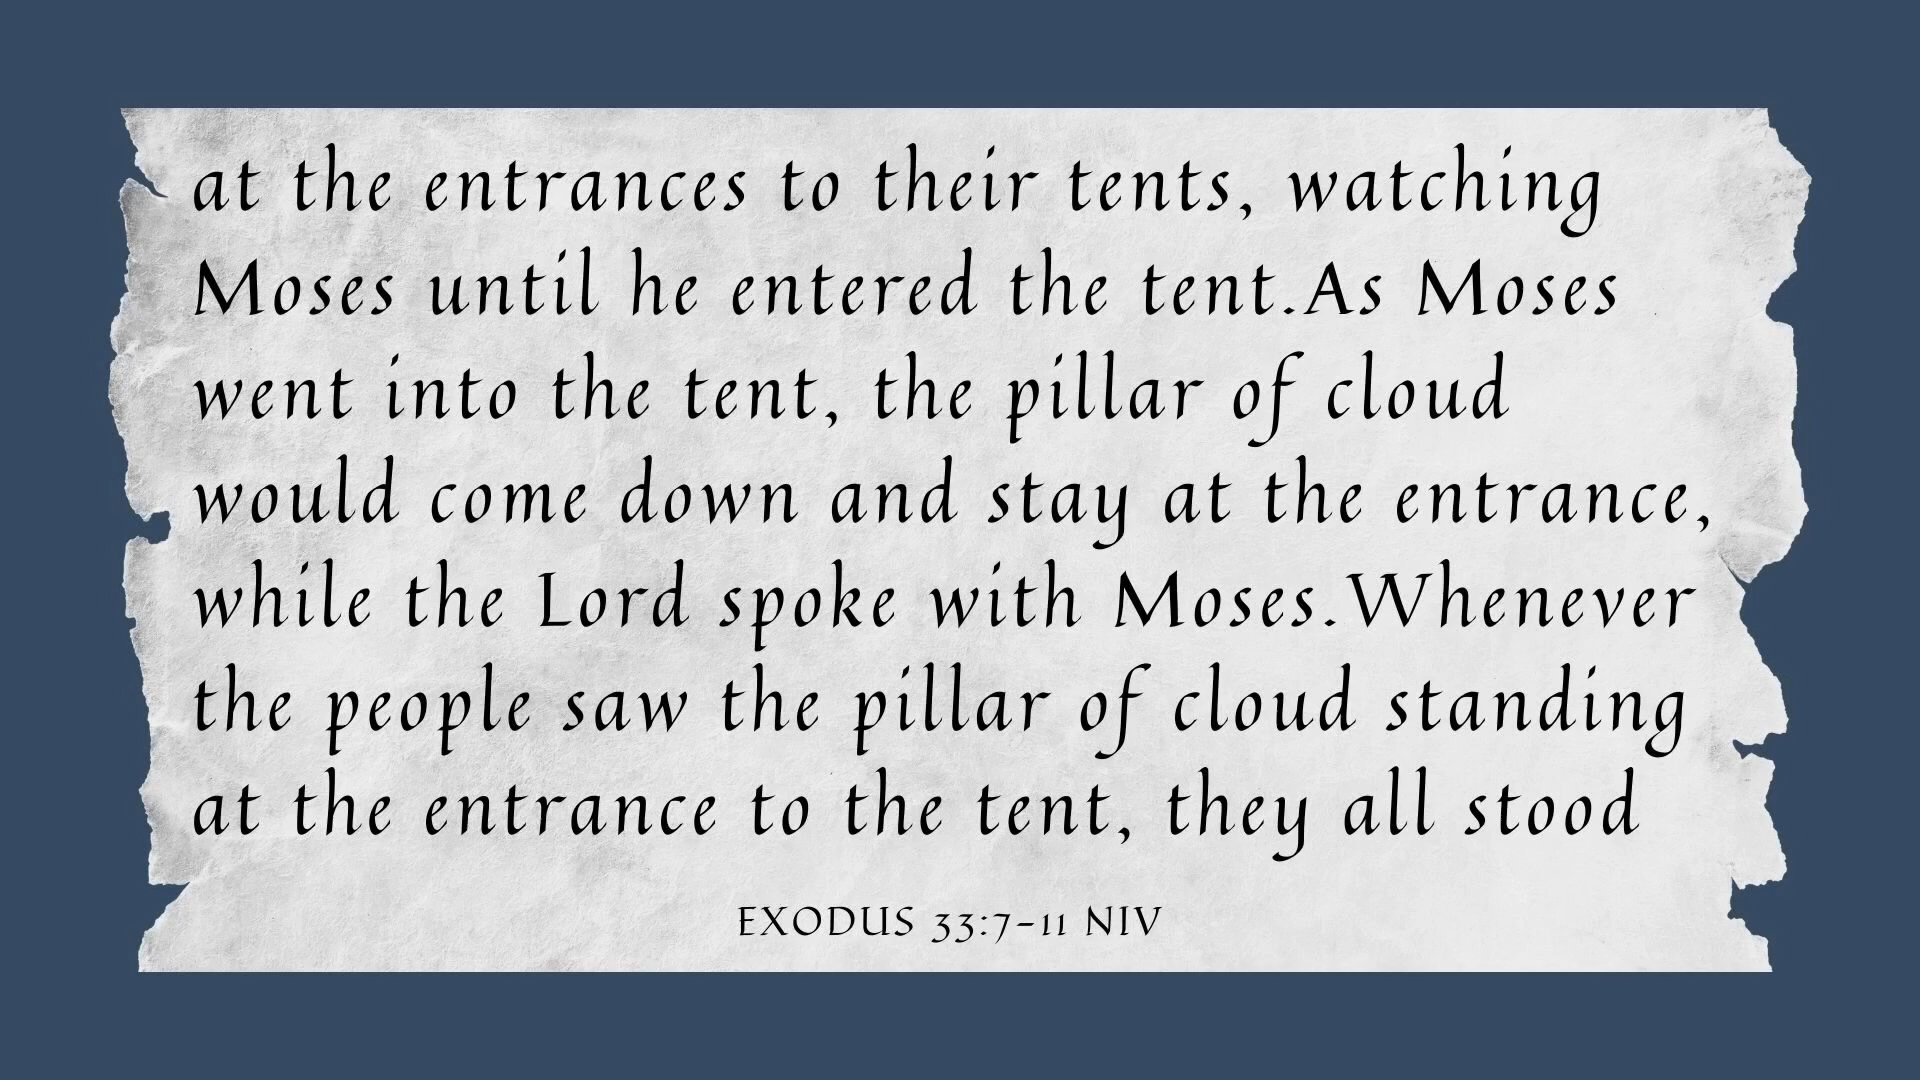 at the entrances to their tents, watching
Moses until he entered the tent.As Moses
went into the tent, the pillar of cloud
would come down and stay at the entrance,
while the Lord spoke with Moses.Whenever
the people saw the pillar of cloud standing
at the entrance to the tent, they all stood
EXODUS 33:7-11 NIV